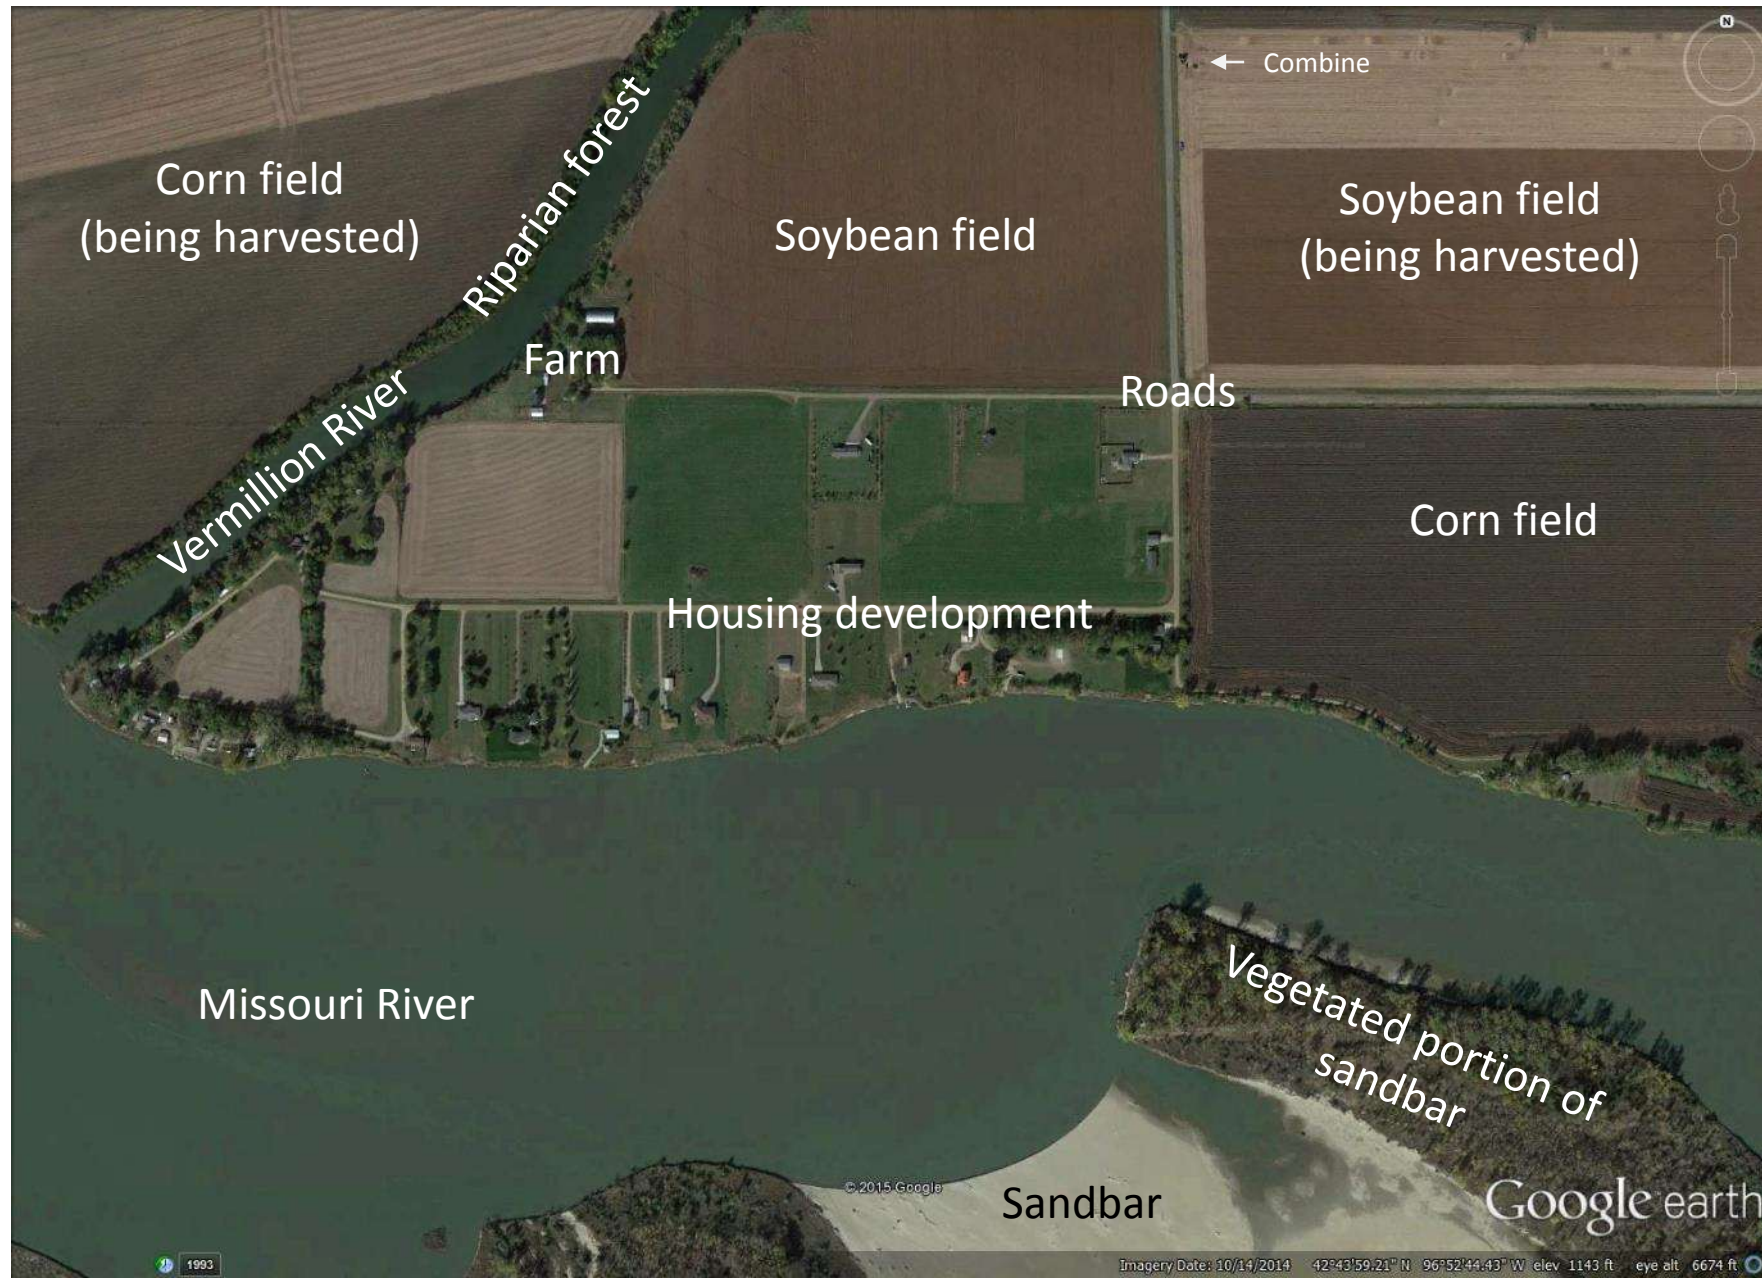 N
Combine
Corn field
(being harvested)
Riparian forest
Soybean field
Soybean field
(being harvested)
Farm
Roads
Vermillion River
Corn field
Housing development
Missouri River
Vegetated portion of
sandbar
© 2015 Google
Sandbar
Google earth
1993
Imagery Date: 10/14/2014 42°43'59.21" N 96°52'44.43" W elev 1143 ft eye alt 6674 ft